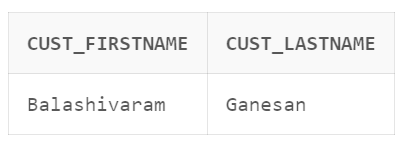 CUST_FIRSTNAME CUST_LASTNAME
Balashivaram Ganesan